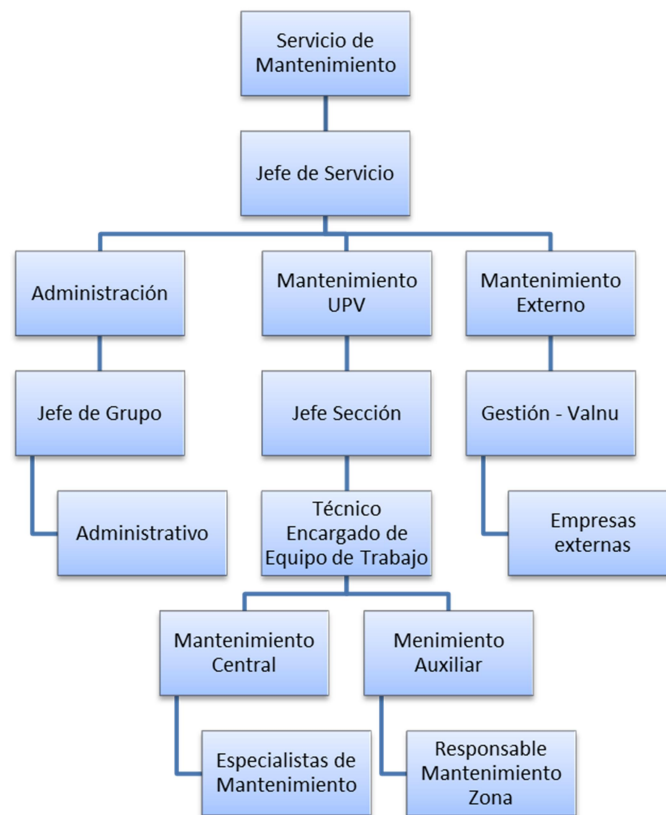 Servicio de
Mantenimiento
Jefe de Servicio
Administración
Mantenimiento
UPV
Mantenimiento
Externo
Jefe de Grupo
Jefe Sección
Gestión - Valnu
Administrativo
Técnico
Encargado de
Equipo de Trabajo
Empresas
externas
Mantenimiento
Central
Menimiento
Auxiliar
Especialistas de
Mantenimiento
Responsable
Mantenimiento
Zona